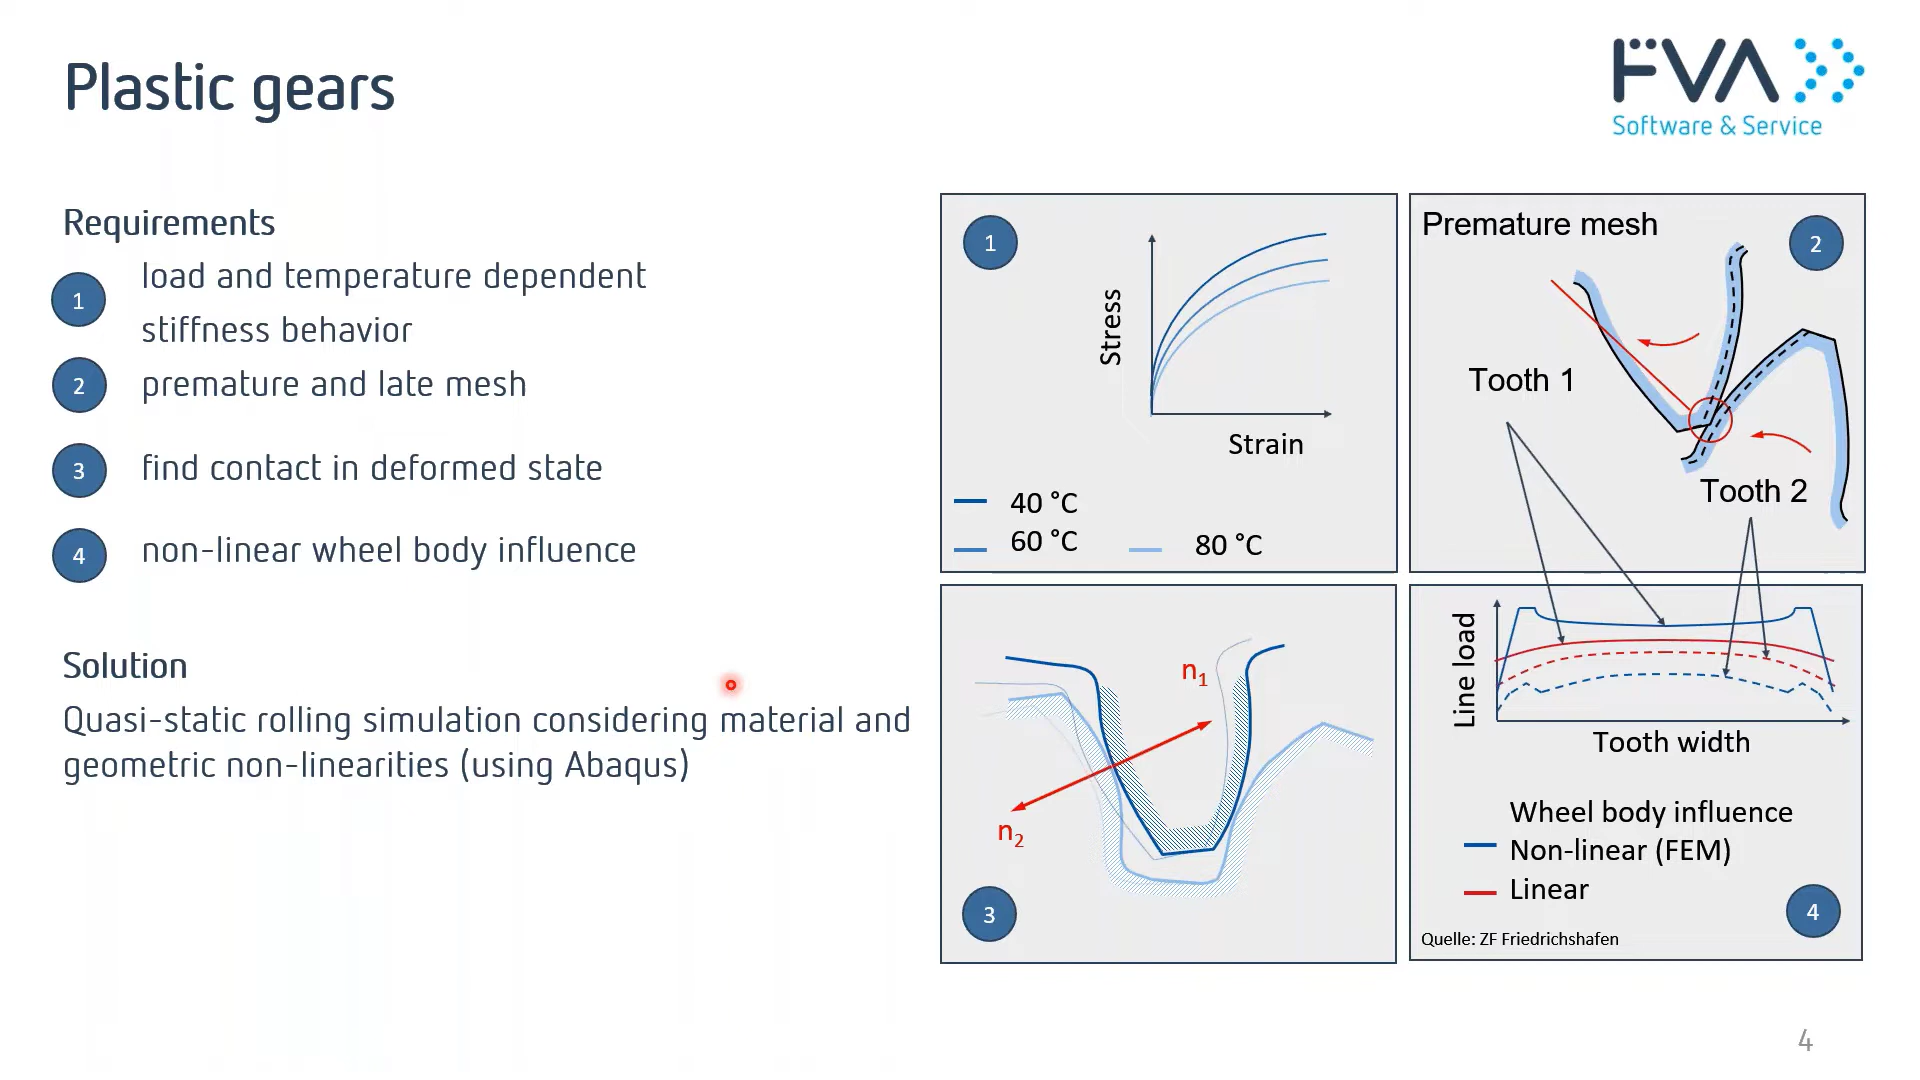 Plastic gears
FVA
Software & Service
Requirements
1 load and temperature dependent
stiffness behavior
2 premature and late mesh
3 find contact in deformed state
4 non-linear wheel body influence
Solution
Quasi-static rolling simulation considering material and
geometric non-linearities (using Abaqus)
1
Stress
Strain
40 °C
60 °C 80 °C
Premature mesh
2
Tooth 1
Tooth 2
n1
n2
3
Line load
Tooth width
Wheel body influence
Non-linear (FEM)
Linear
4
Quelle: ZF Friedrichshafen
4